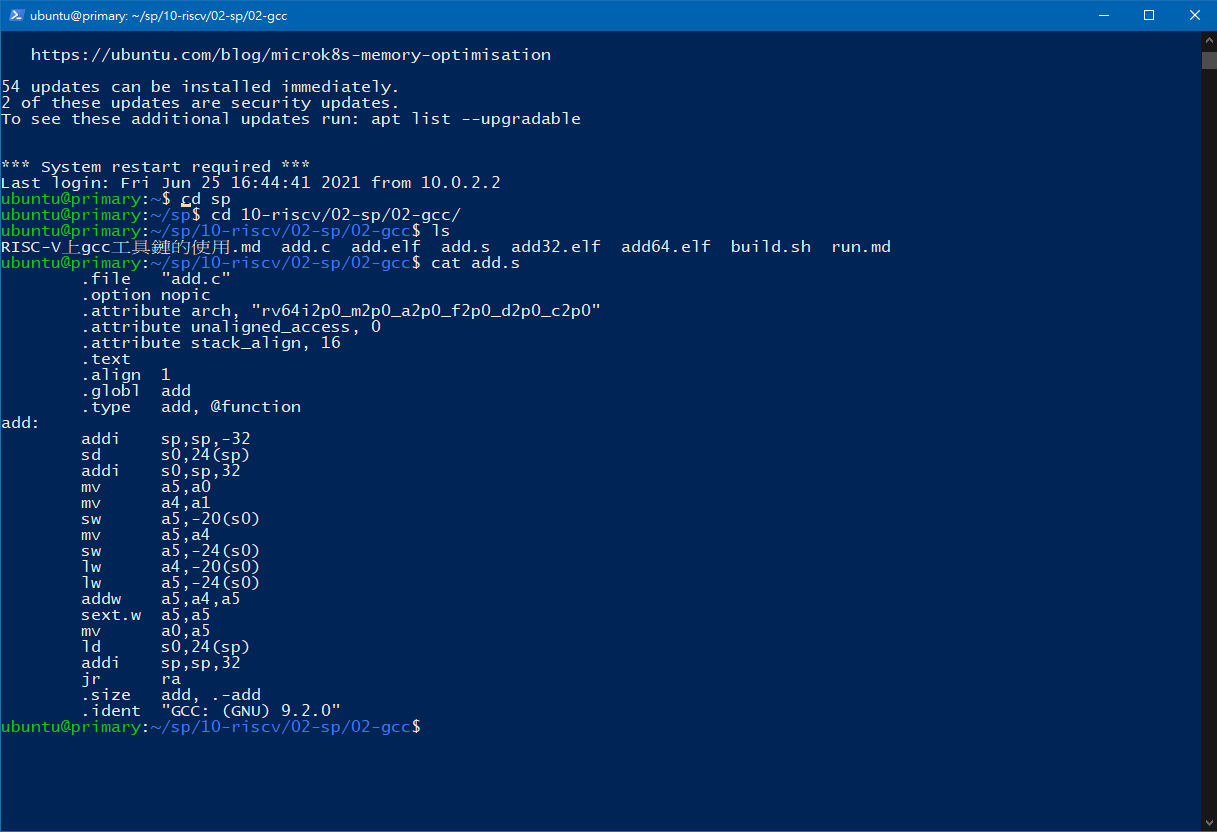 ubuntu@primary: ~/sp/10-riscv/02-sp/02-gcc
https://ubuntu.com/blog/microk8s-memory-optimisation
54 updates can be installed immediately.
2 of these updates are security updates.
To see these additional updates run: apt list --upgradable
*** System restart required ***
Last login: Fri Jun 25 16:44:41 2021 from 10.0.2.2
ubuntu@primary:~$ cd sp
ubuntu@primary:~/sp$ cd 10-riscv/02-sp/02-gcc/
ubuntu@primary:~/sp/10-riscv/02-sp/02-gcc$ ls
RISC-V上gcc工具鏈的使用.md  add.c  add.elf  add.s  add32.elf  add64.elf  build.sh  run.md
ubuntu@primary:~/sp/10-riscv/02-sp/02-gcc$ cat add.s
        .file   "add.c"
        .option nopic
        .attribute arch, "rv64i2p0_m2p0_a2p0_f2p0_d2p0_c2p0"
        .attribute unaligned_access, 0
        .attribute stack_align, 16
        .text
        .align  1
        .globl  add
        .type   add, @function
add:
        addi    sp,sp,-32
        sd      s0,24(sp)
        addi    s0,sp,32
        mv      a5,a0
        mv      a4,a1
        sw      a5,-20(s0)
        mv      a5,a4
        sw      a5,-24(s0)
        lw      a4,-20(s0)
        lw      a5,-24(s0)
        addw    a5,a4,a5
        sext.w  a5,a5
        mv      a0,a5
        ld      s0,24(sp)
        addi    sp,sp,32
        jr      ra
        .size   add, .-add
        .ident  "GCC: (GNU) 9.2.0"
ubuntu@primary:~/sp/10-riscv/02-sp/02-gcc$